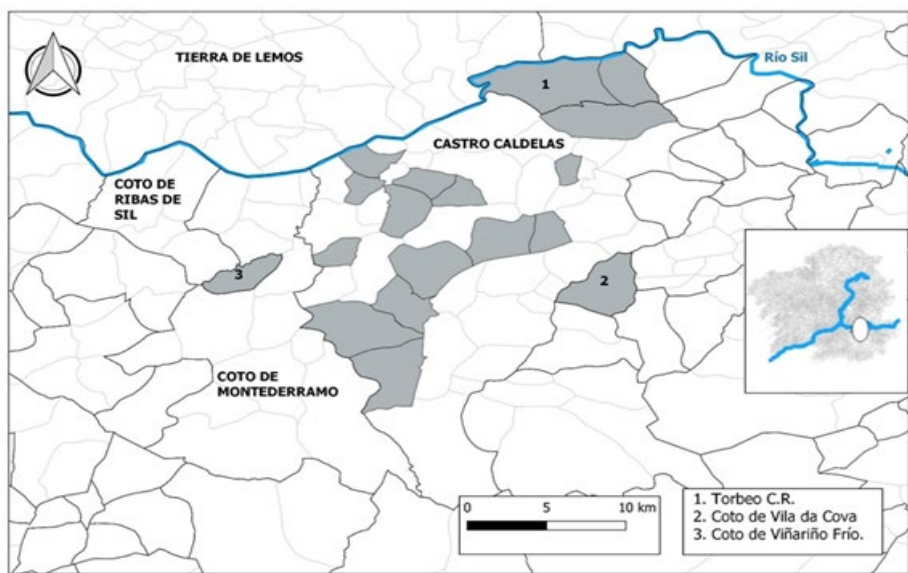 TIERRA DE LEMOS
Río Sil
1
CASTRO CALDELAS
COTO DE
RIBAS DE
SIL
3
2
COTO DE
MONTEDERRAMO
0 5 10 km
1. Torbeo C.R.
2. Coto de Vila da Cova
3. Coto de Viñariño Frío.